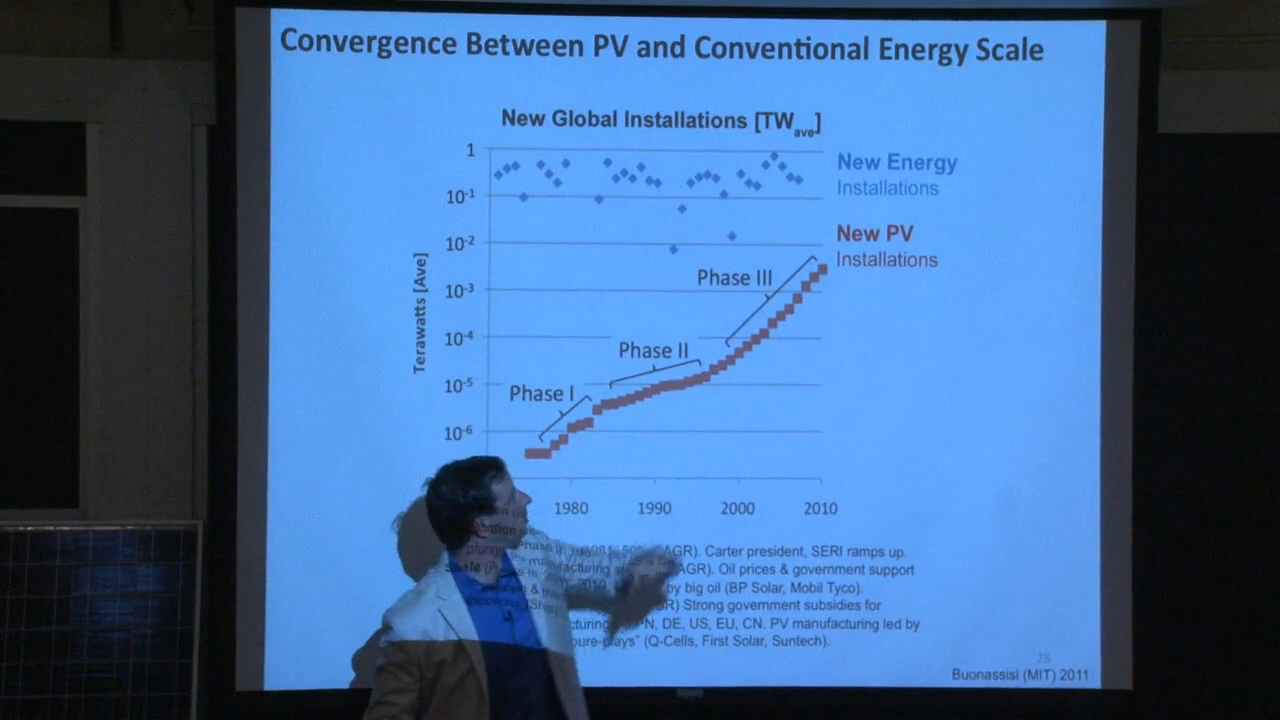 Convergence Between PV and Conventional Energy Scale
New Global Installations [TWave]
1
10-1
10-2
10-3
10-4
10-5
10-6
Terawatts [Ave]
New Energy
Installations
New PV
Installations
Phase III
Phase II
Phase I
1980
1990
2000
2010
AGR). Carter president, SERI ramps up.
AGR). Oil prices & government support
by big oil (BP Solar, Mobil Tyco).
Strong government subsidies for
DE, US, EU, CN. PV manufacturing led by
(Q-Cells, First Solar, Suntech).
28
Buonassisi (MIT) 2011